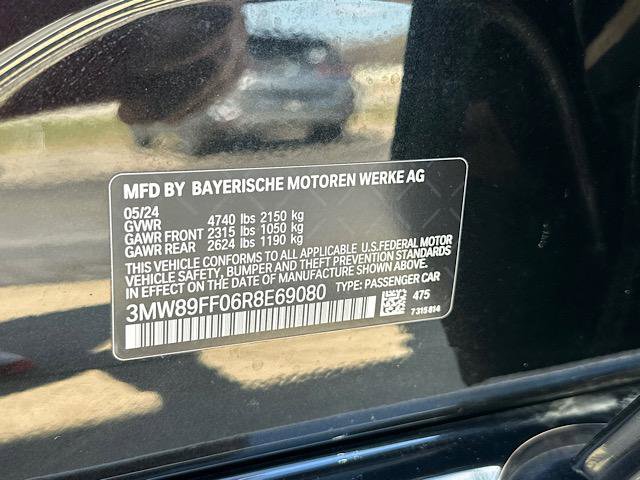 MFD BY BAYERISCHE MOTOREN WERKE AG
05/24
GVWR 4740 lbs 2150 kg
GAWR FRONT 2315 lbs 1050 kg
GAWR REAR 2624 lbs 1190 kg
THIS VEHICLE CONFORMS TO ALL APPLICABLE U.S.FEDERAL MOTOR
VEHICLE SAFETY, BUMPER, AND THEFT PREVENTION STANDARDS
IN EFFECT ON THE DATE OF MANUFACTURE SHOWN ABOVE.
3MW89FF06R8E69080 TYPE: PASSENGER CAR
475
7315814